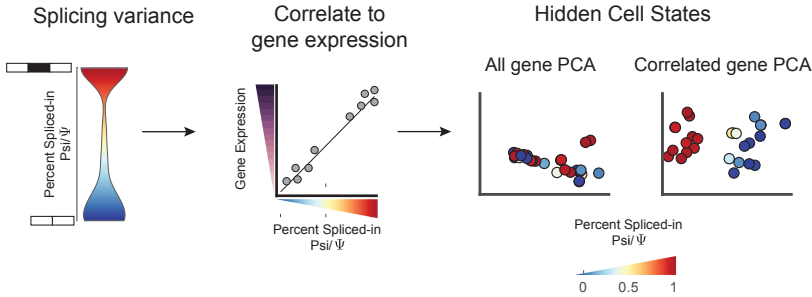 Splicing variance
Percent Spliced-in
Psi/Ψ
Correlate to
gene expression
Gene Expression
Percent Spliced-in
Psi/Ψ
Hidden Cell States
All gene PCA
Correlated gene PCA
Percent Spliced-in
Psi/Ψ
0 0.5 1